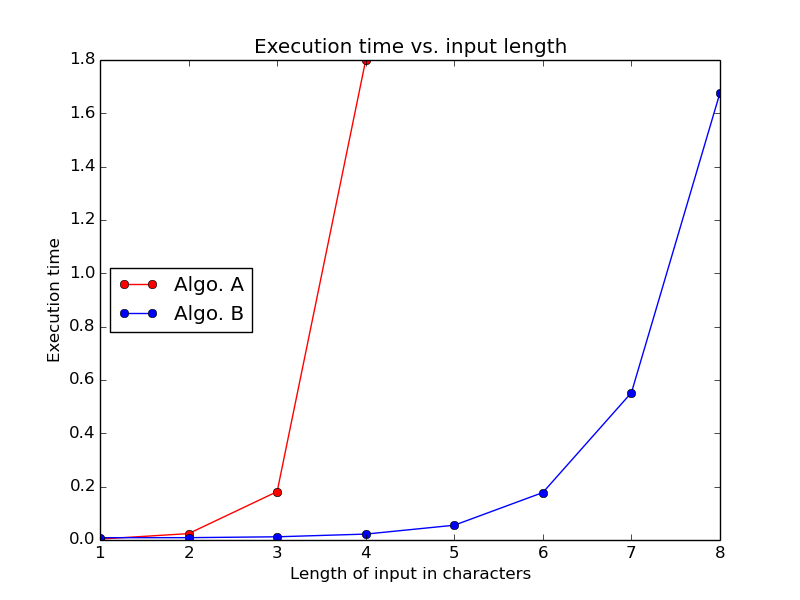 Execution time vs. input length
1.8
1.6
1.4
1.2
1.0
0.8
0.6
0.4
0.2
0.0
Execution time
Algo. A
Algo. B
1 2 3 4 5 6 7 8
Length of input in characters